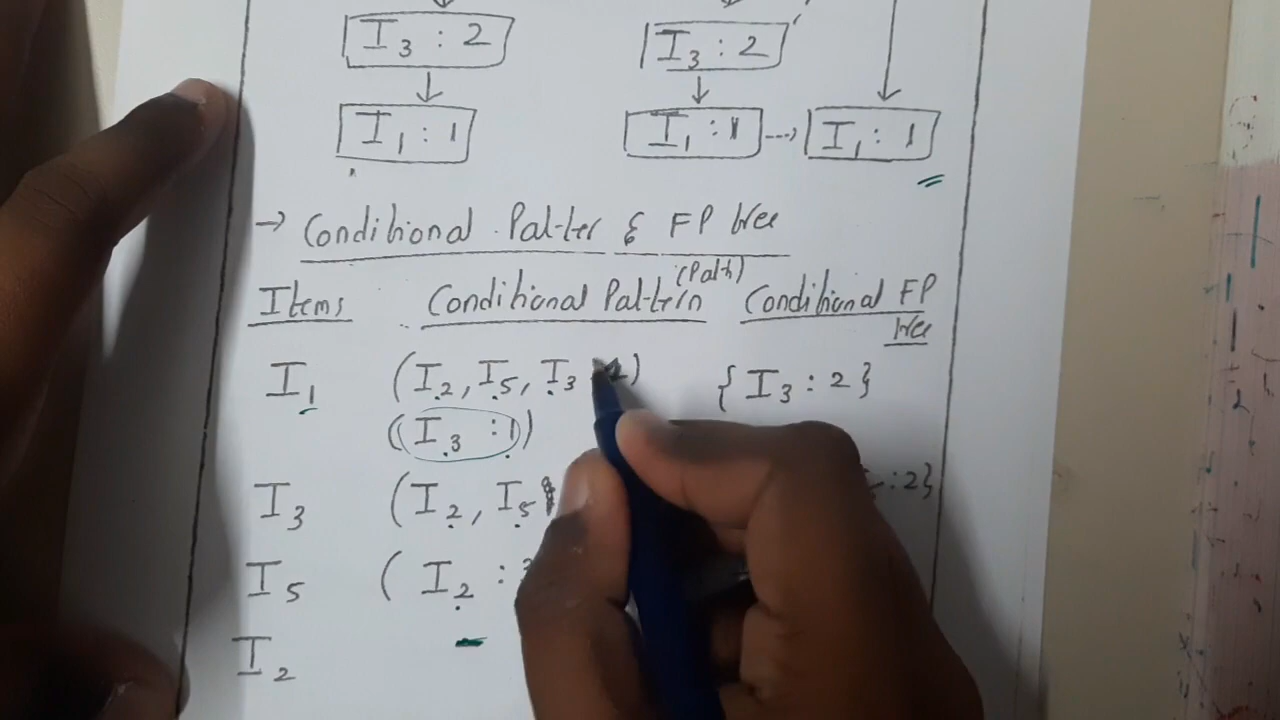 I3 : 2 I3 : 2
I1 : 1 I1 : 1 I1 : 1
→ Conditional Patter & FP tree
Items Conditional Pattern (Path) Conditional FP tree
I1 (I2, I5, I3 {I3 : 2}
(I3 : 1)
I3 (I2, I5 : 2}
I5 ( I2 :
I2